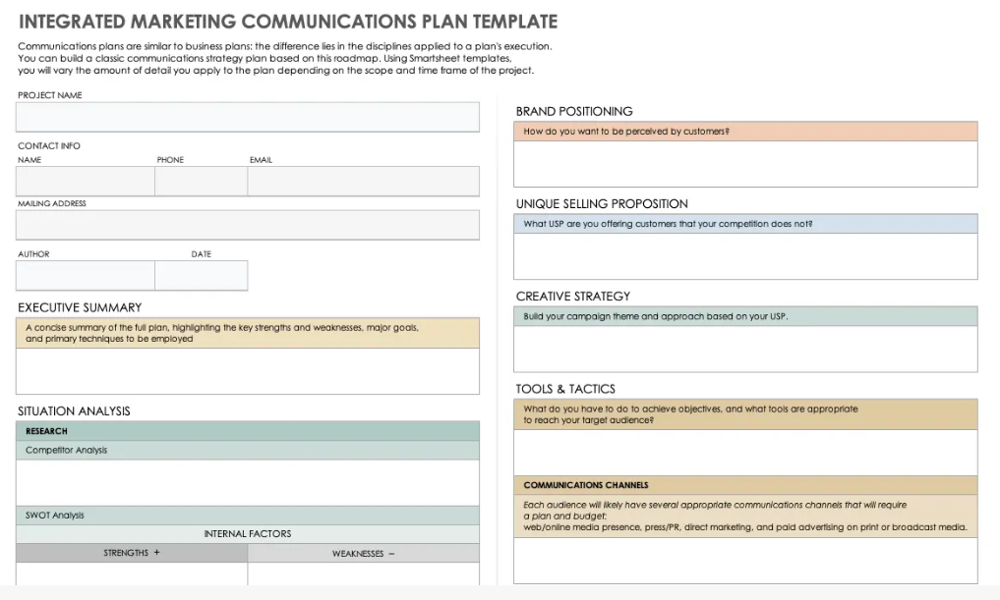 INTEGRATED MARKETING COMMUNICATIONS PLAN TEMPLATE
Communications plans are similar to business plans; the difference lies in the disciplines applied to a plan's execution.
You can build a classic communications strategy plan based on this roadmap. Using Smartsheet templates,
you will vary the amount of detail you apply to the plan depending on the scope and time frame of the project.
PROJECT NAME
CONTACT INFO
NAME PHONE EMAIL
MAILING ADDRESS
AUTHOR DATE
EXECUTIVE SUMMARY
A concise summary of the full plan, highlighting the key strengths and weaknesses, major goals,
and primary techniques to be employed
SITUATION ANALYSIS
RESEARCH
Competitor Analysis
SWOT Analysis
INTERNAL FACTORS
STRENGTHS + WEAKNESSES –
BRAND POSITIONING
How do you want to be perceived by customers?
UNIQUE SELLING PROPOSITION
What USP are you offering customers that your competition does not?
CREATIVE STRATEGY
Build your campaign theme and approach based on your USP.
TOOLS & TACTICS
What do you have to do to achieve objectives, and what tools are appropriate
to reach your target audience?
COMMUNICATIONS CHANNELS
Each audience will likely have several appropriate communications channels that will require
a plan and budget:
web/online media presence, press/PR, direct marketing, and paid advertising on print or broadcast media.